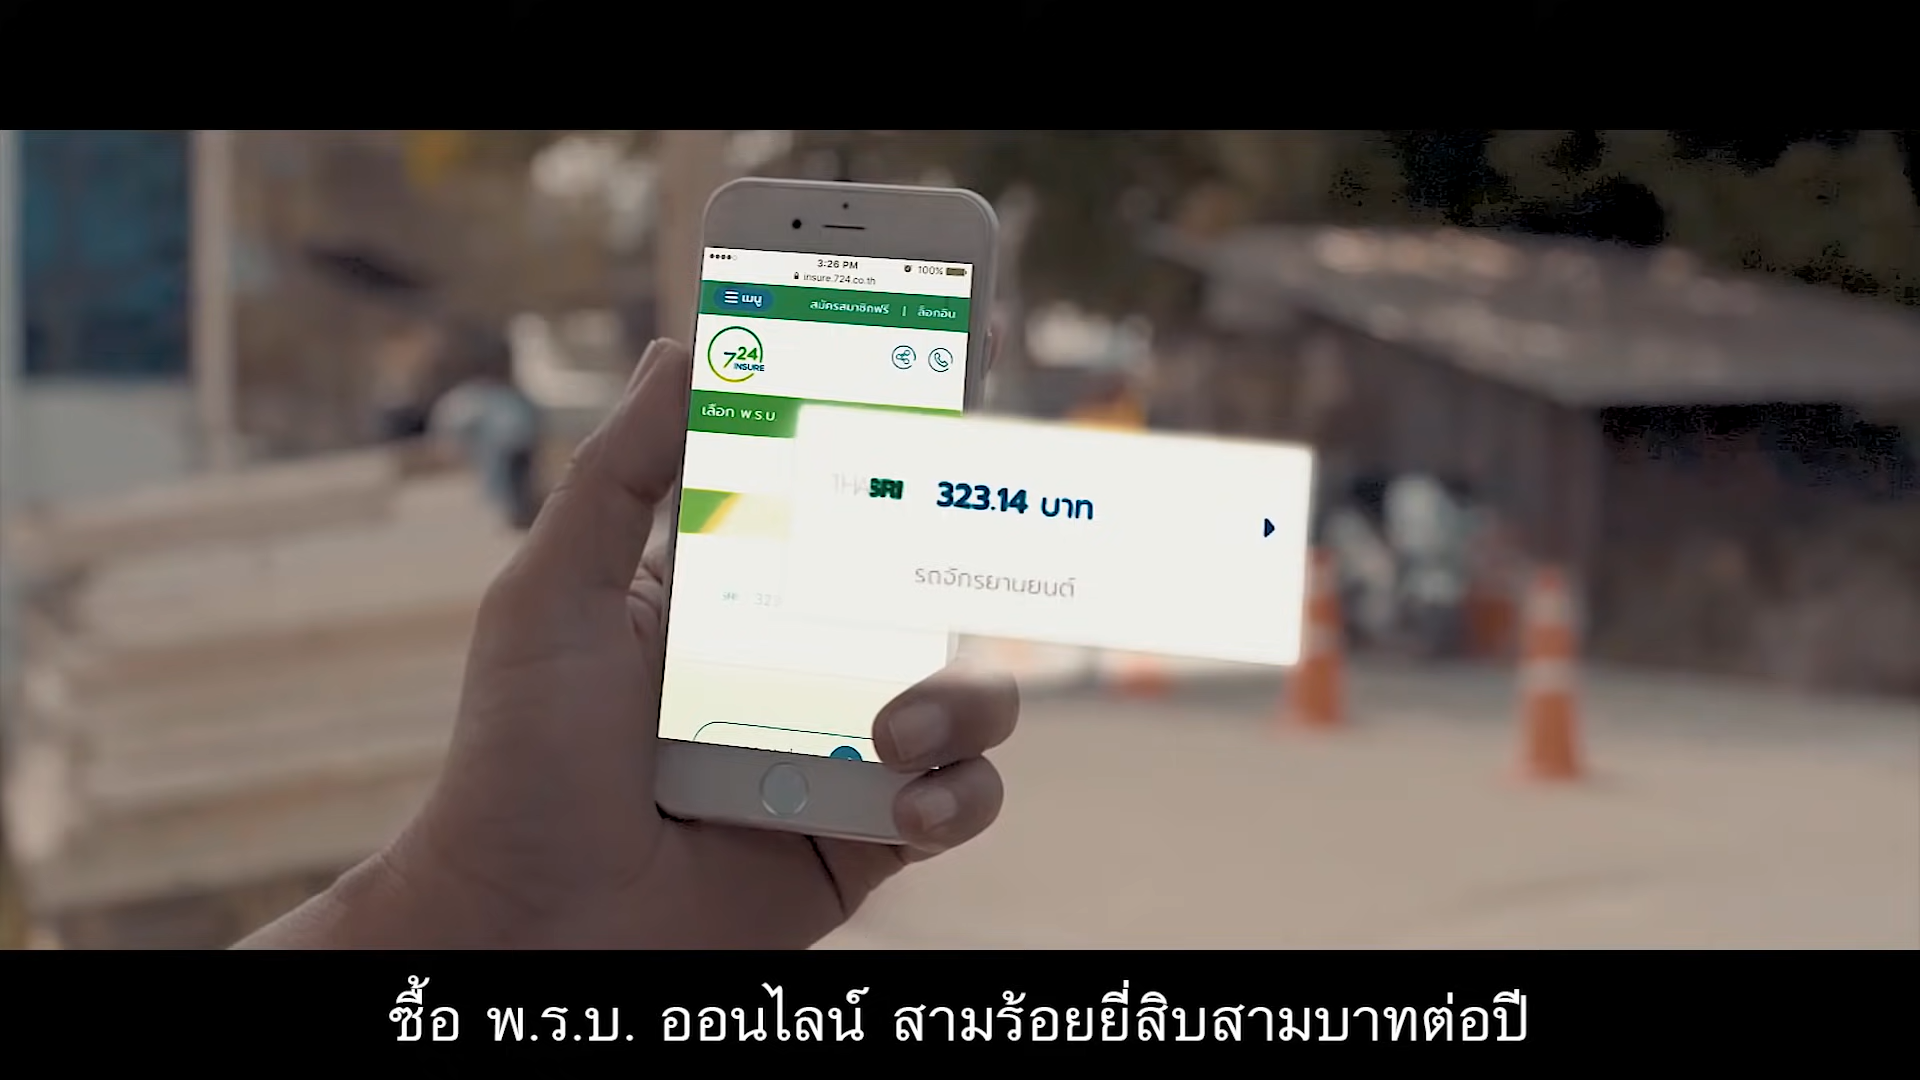 3:26 PM
100%
insure.724.co.th
เมนู
สมัครสมาชิกฟรี | ล็อกอิน
724
INSURE
เลือก พ.ร.บ
SRI 323.14 บาท
รถจักรยานยนต์
ซื้อ พ.ร.บ. ออนไลน์ สามร้อยยี่สิบสามบาทต่อปี